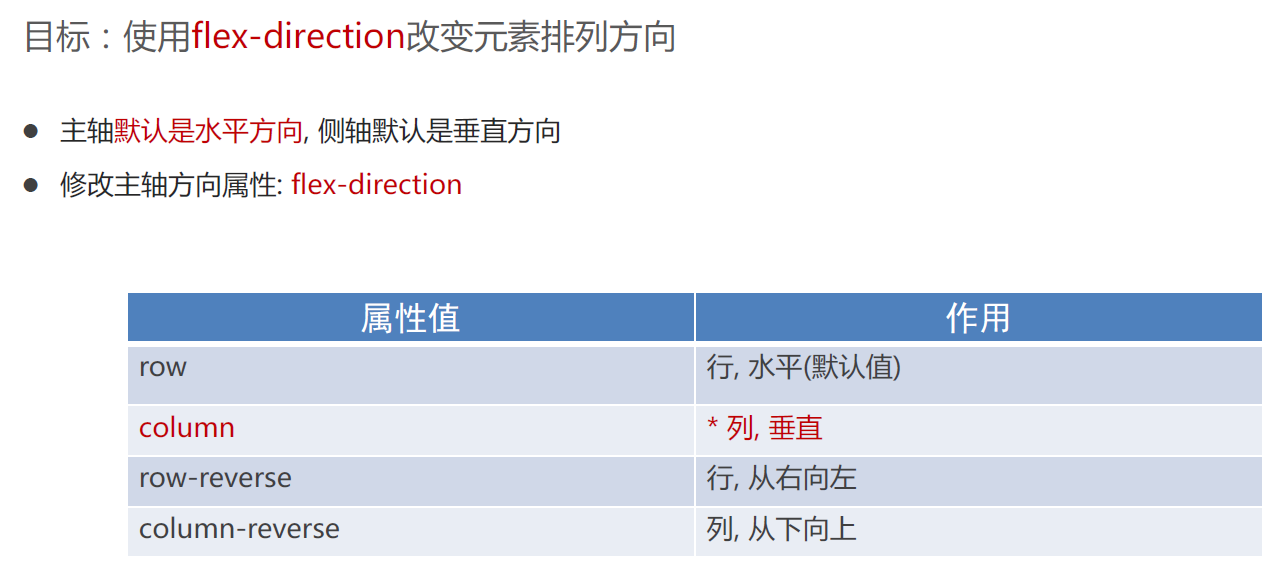 目标：使用flex-direction改变元素排列方向
● 主轴默认是水平方向, 侧轴默认是垂直方向
● 修改主轴方向属性: flex-direction
属性值 作用
row 行, 水平(默认值)
column * 列, 垂直
row-reverse 行, 从右向左
column-reverse 列, 从下向上